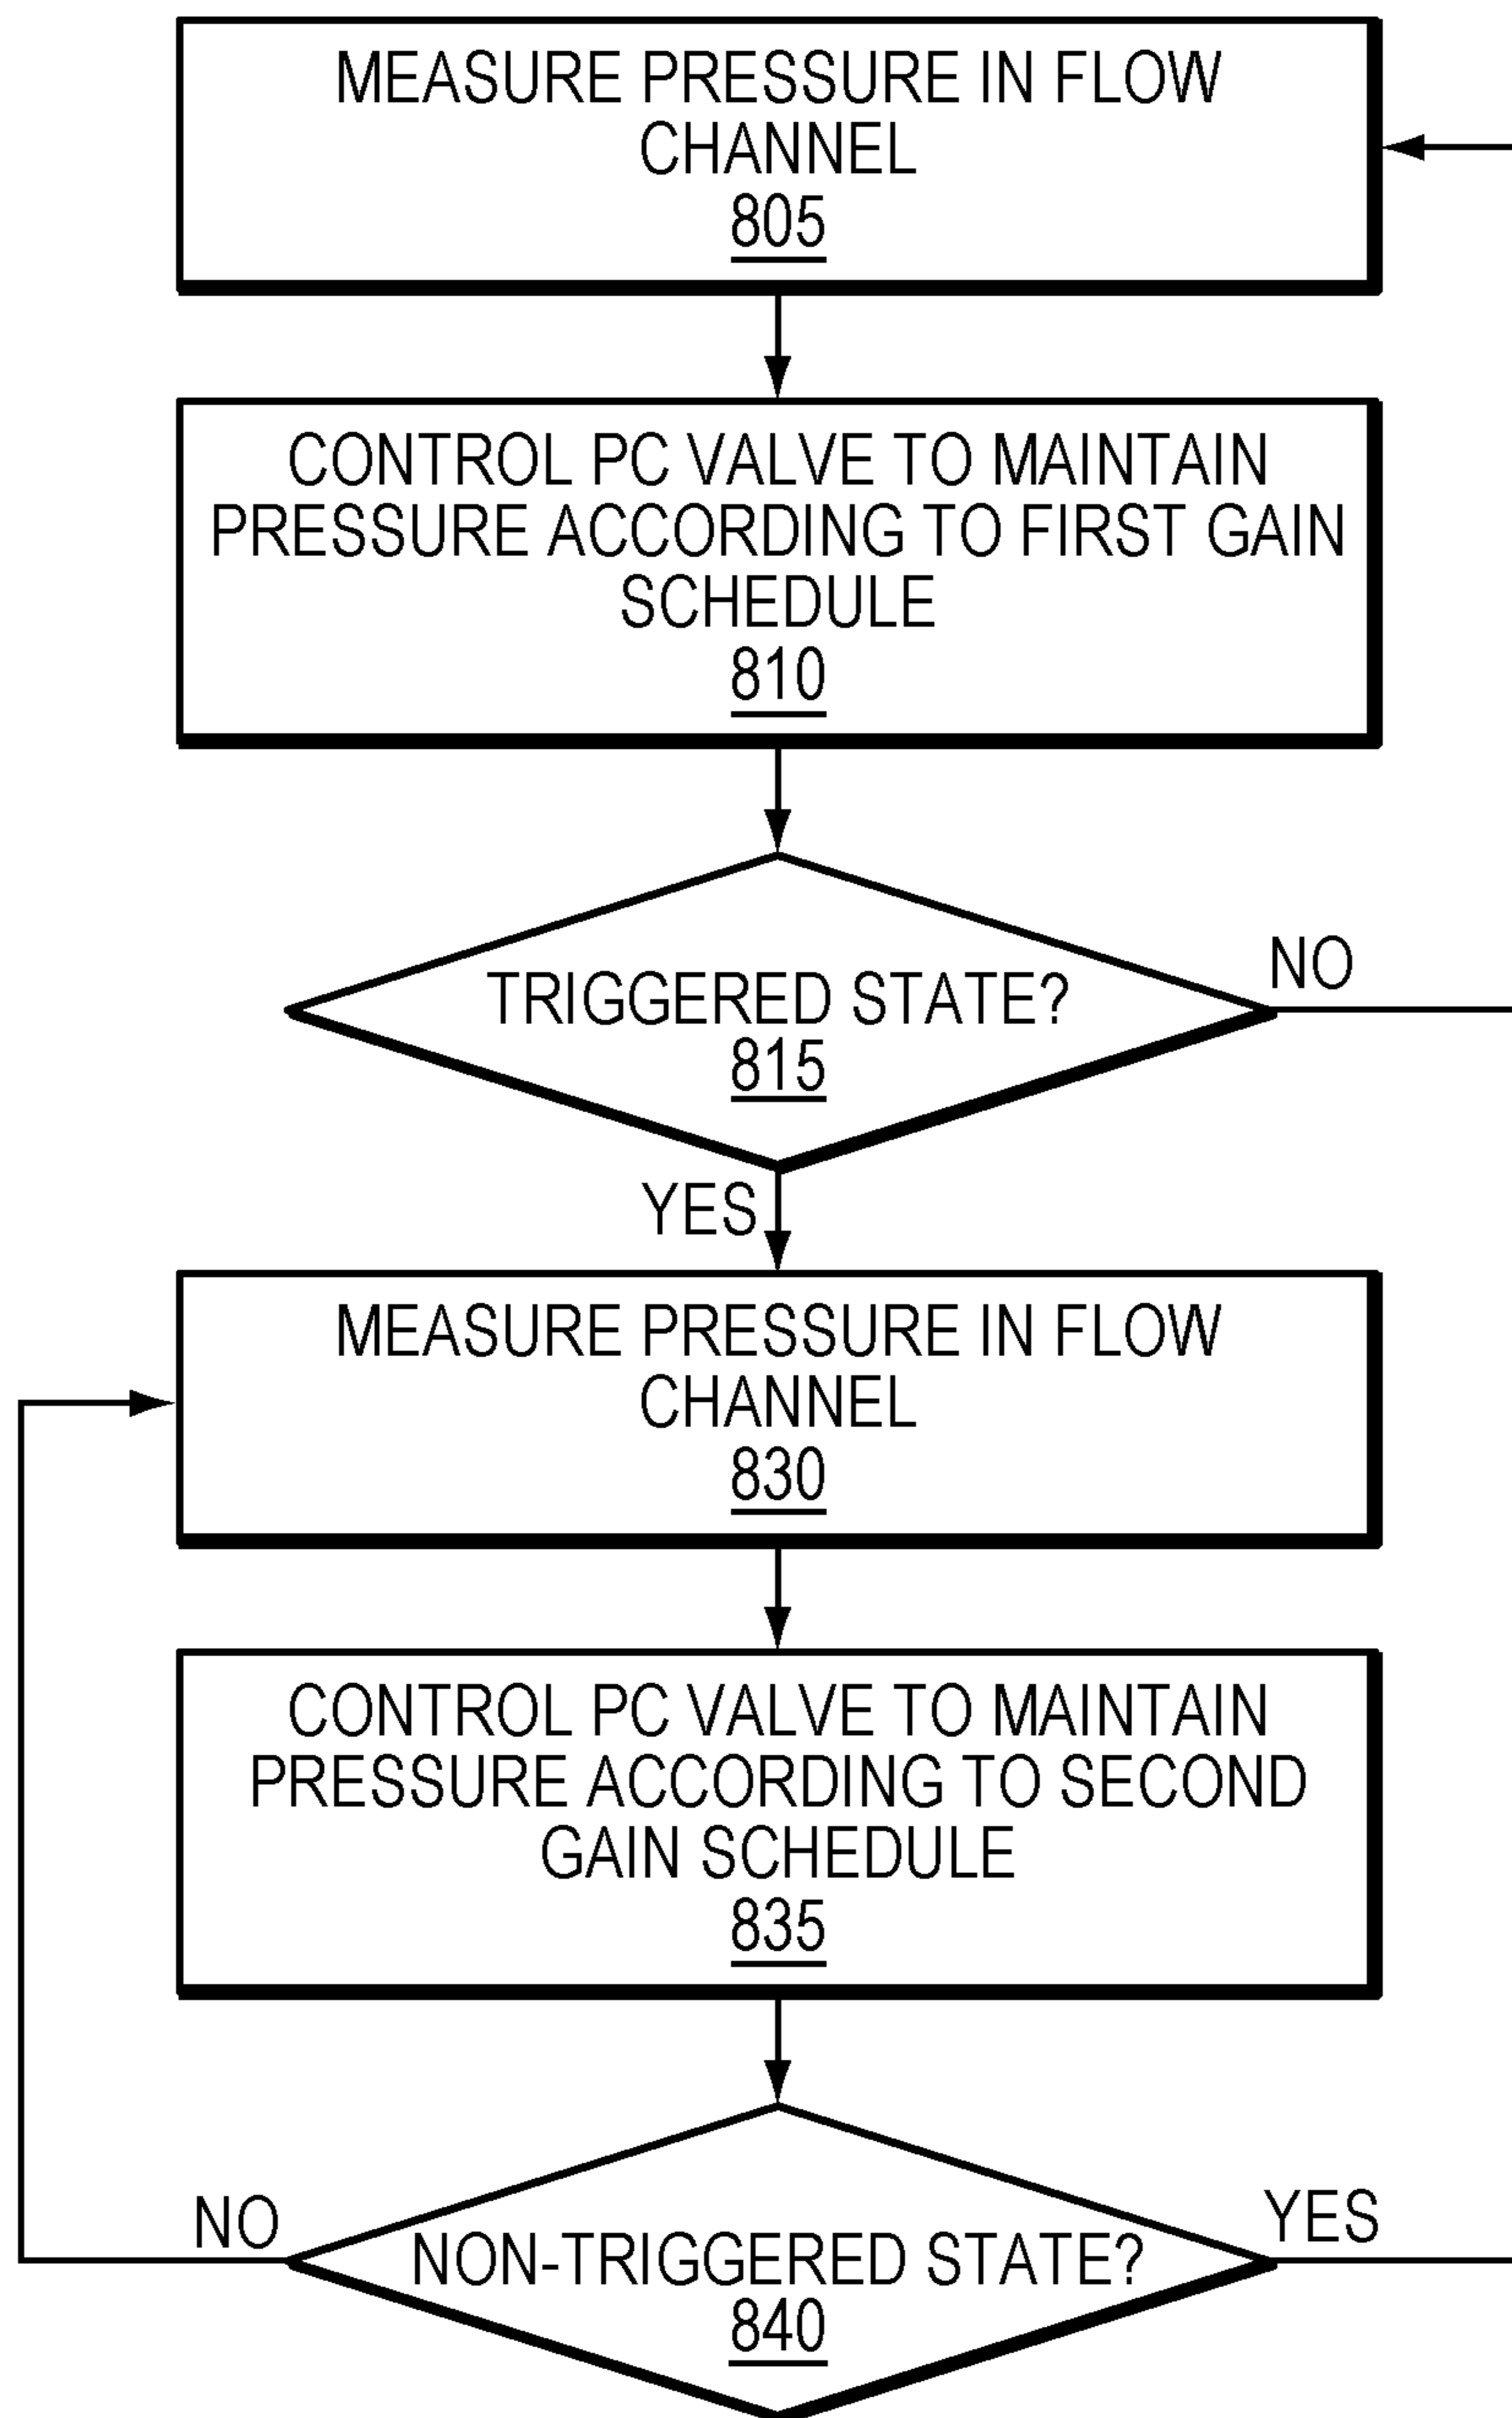 MEASURE PRESSURE IN FLOW
CHANNEL
805
CONTROL PC VALVE TO MAINTAIN
PRESSURE ACCORDING TO FIRST GAIN
SCHEDULE
810
TRIGGERED STATE?
815
NO
YES
MEASURE PRESSURE IN FLOW
CHANNEL
830
CONTROL PC VALVE TO MAINTAIN
PRESSURE ACCORDING TO SECOND
GAIN SCHEDULE
835
NO
NON-TRIGGERED STATE?
840
YES